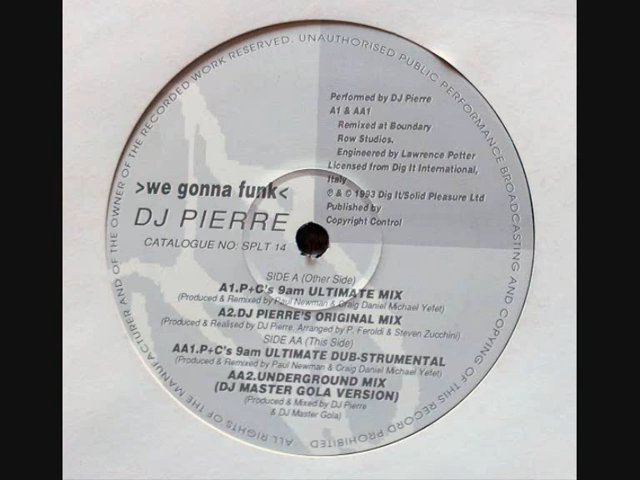 ALL RIGHTS OF THE MANUFACTURER AND OF THE OWNER OF THE RECORDED WORK RESERVED. UNAUTHORISED PUBLIC PERFORMANCE BROADCASTING AND COPYING OF THIS RECORD PROHIBITED
Performed by DJ Pierre
A1 & AA1
Remixed at Boundary
Row Studios.
Engineered by Lawrence Potter
Licensed from Dig It International,
Italy
℗ & © 1993 Dig It/Solid Pleasure Ltd
Published by
Copyright Control
>we gonna funk<
DJ PIERRE
CATALOGUE NO: SPLT 14
SIDE A (Other Side)
A1.P+C's 9am ULTIMATE MIX
(Produced & Remixed by Paul Newman & Craig Daniel Michael Yefet)
A2.DJ PIERRE'S ORIGINAL MIX
(Produced & Realised by DJ Pierre. Arranged by P. Feroldi & Steven Zucchini)
SIDE AA (This Side)
AA1.P+C's 9am ULTIMATE DUB-STRUMENTAL
(Produced & Remixed by Paul Newman & Craig Daniel Michael Yefet)
AA2.UNDERGROUND MIX
(DJ MASTER GOLA VERSION)
(Produced & Mixed by DJ Pierre
& DJ Master Gola)